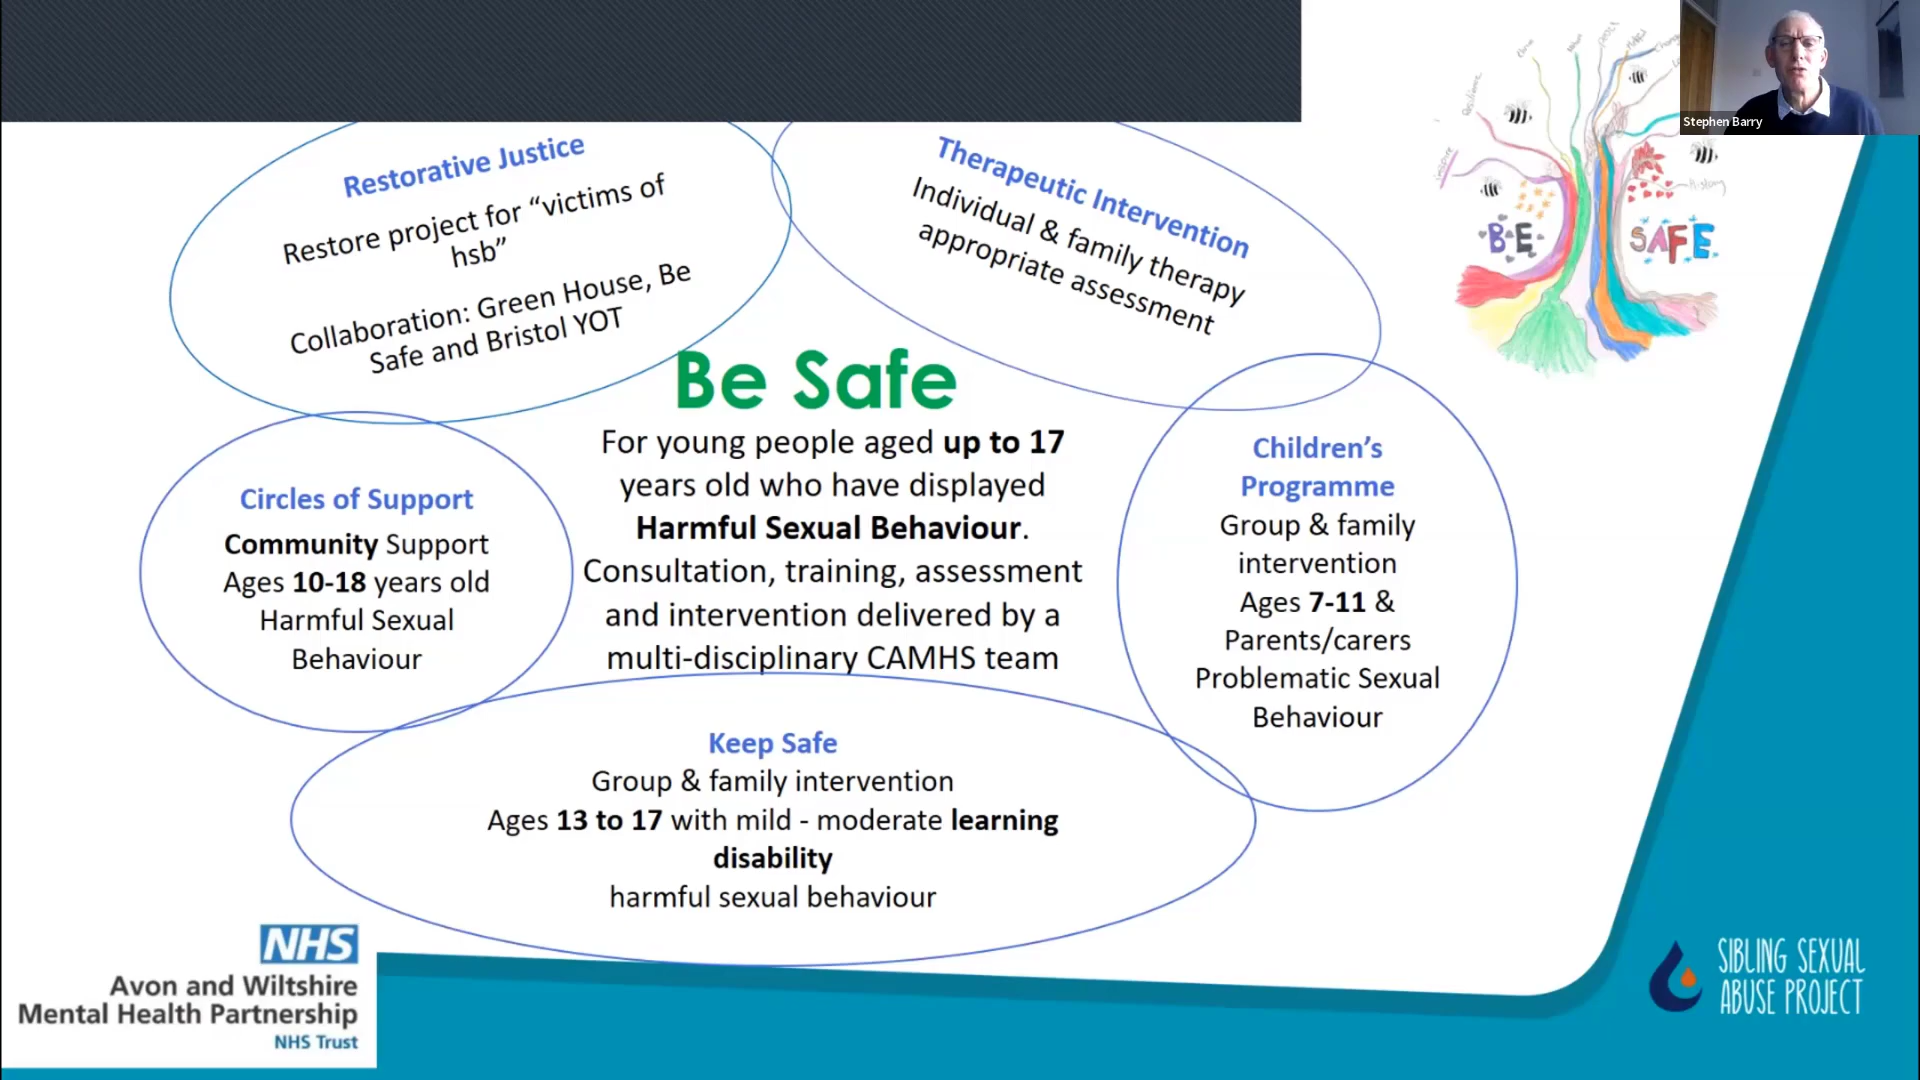 Stephen Barry
Restorative Justice
Restore project for “victims of
hsb”
Collaboration: Green House, Be
Safe and Bristol YOT
Therapeutic Intervention
Individual & family therapy
appropriate assessment
BE
SAFE
Be Safe
For young people aged up to 17
years old who have displayed
Harmful Sexual Behaviour.
Consultation, training, assessment
and intervention delivered by a
multi-disciplinary CAMHS team
Circles of Support
Community Support
Ages 10-18 years old
Harmful Sexual
Behaviour
Children’s
Programme
Group & family
intervention
Ages 7-11 &
Parents/carers
Problematic Sexual
Behaviour
Keep Safe
Group & family intervention
Ages 13 to 17 with mild - moderate learning
disability
harmful sexual behaviour
NHS
Avon and Wiltshire
Mental Health Partnership
NHS Trust
SIBLING SEXUAL
ABUSE PROJECT